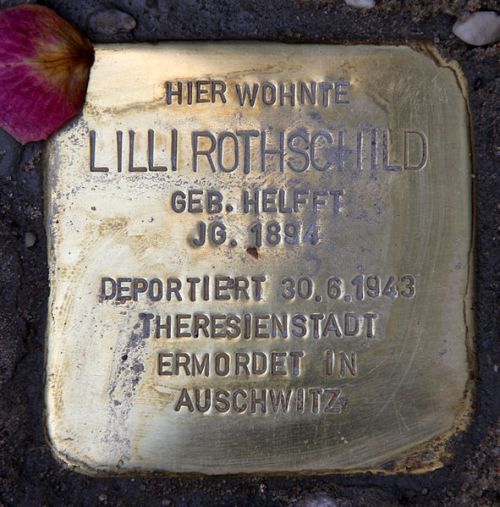 HIER WOHNTE
LILLI ROTHSCHILD
GEB. HELFFT
JG. 1894
DEPORTIERT 30.6.1943
THERESIENSTADT
ERMORDET IN
AUSCHWITZ